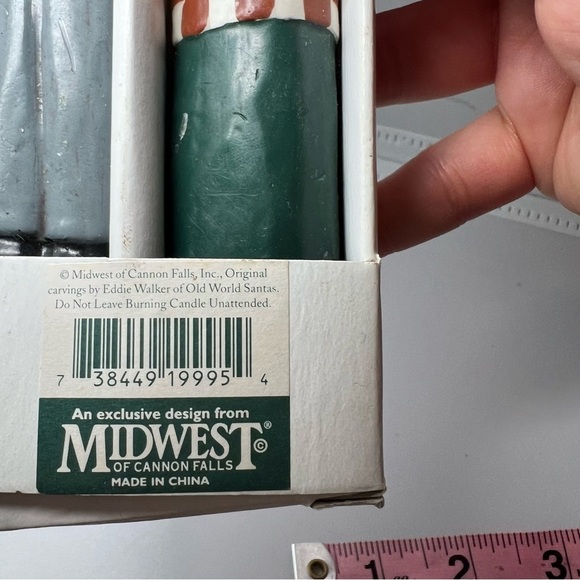 © Midwest of Cannon Falls, Inc., Original
carvings by Eddie Walker of Old World Santas.
Do Not Leave Burning Candle Unattended.
7 38449 19995 4
An exclusive design from
MIDWEST®©
OF CANNON FALLS
MADE IN CHINA
1 2 3